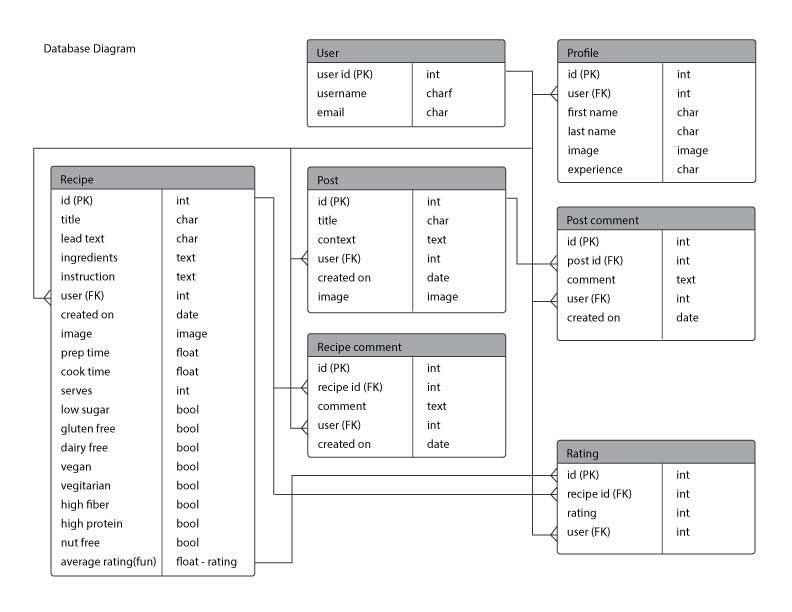 Database Diagram
User
user id (PK) int
username charf
email char
Profile
id (PK) int
user (FK) int
first name char
last name char
image image
experience char
Recipe
id (PK) int
title char
lead text char
ingredients text
instruction text
user (FK) int
created on date
image image
prep time float
cook time float
serves int
low sugar bool
gluten free bool
dairy free bool
vegan bool
vegitarian bool
high fiber bool
high protein bool
nut free bool
average rating(fun) float - rating
Post
id (PK) int
title char
context text
user (FK) int
created on date
image image
Post comment
id (PK) int
post id (FK) int
comment text
user (FK) int
created on date
Recipe comment
id (PK) int
recipe id (FK) int
comment text
user (FK) int
created on date
Rating
id (PK) int
recipe id (FK) int
rating int
user (FK) int